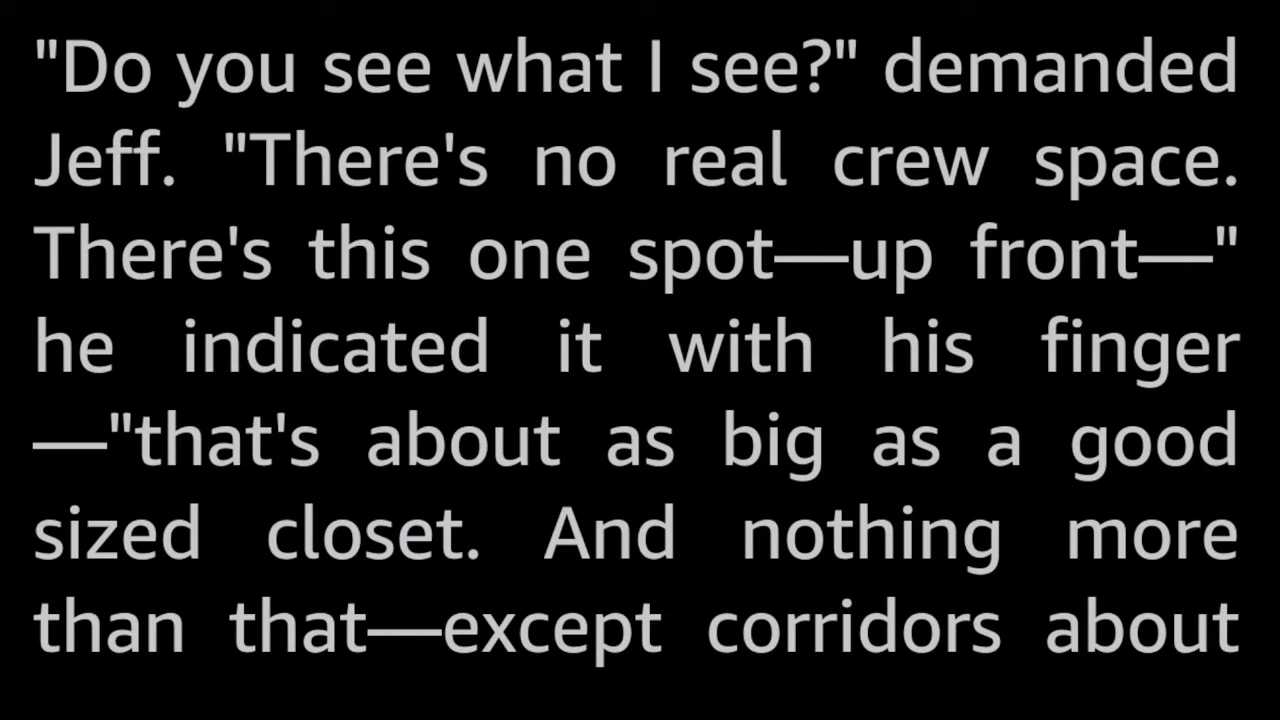 "Do you see what I see?" demanded
Jeff. "There's no real crew space.
There's this one spot—up front—"
he indicated it with his finger
—"that's about as big as a good
sized closet. And nothing more
than that—except corridors about